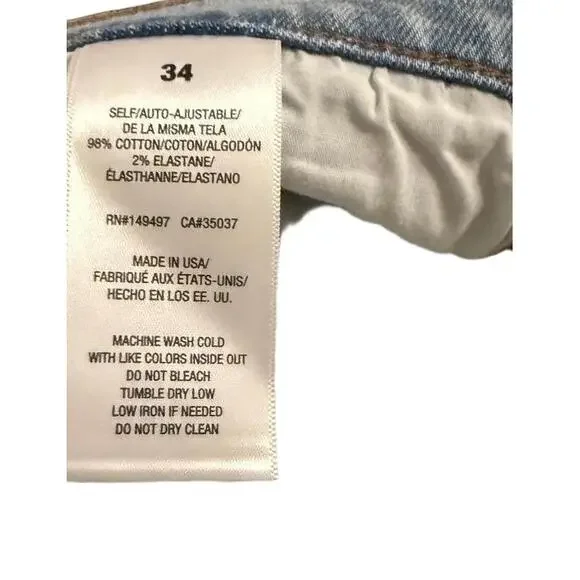 34
SELF/AUTO-AJUSTABLE/
DE LA MISMA TELA
98% COTTON/COTON/ALGODÓN
2% ELASTANE/
ÉLASTHANNE/ELASTANO
RN#149497 CA#35037
MADE IN USA/
FABRIQUÉ AUX ÉTATS-UNIS/
HECHO EN LOS EE. UU.
MACHINE WASH COLD
WITH LIKE COLORS INSIDE OUT
DO NOT BLEACH
TUMBLE DRY LOW
LOW IRON IF NEEDED
DO NOT DRY CLEAN